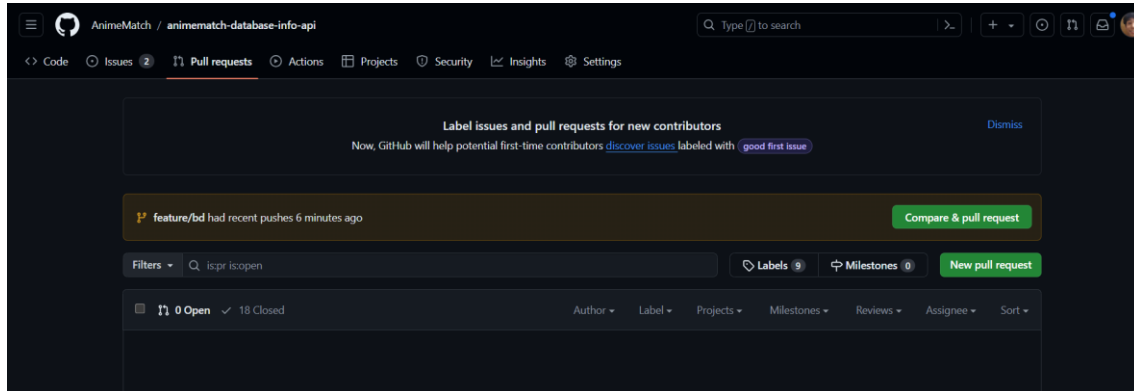 AnimeMatch / animematch-database-info-api
Type / to search
Code Issues 2 Pull requests Actions Projects Security Insights Settings
Label issues and pull requests for new contributors
Dismiss
Now, GitHub will help potential first-time contributors discover issues labeled with good first issue
feature/bd had recent pushes 6 minutes ago
Compare & pull request
Filters is:pr is:open Labels 9 Milestones 0 New pull request
0 Open 18 Closed Author Label Projects Milestones Reviews Assignee Sort